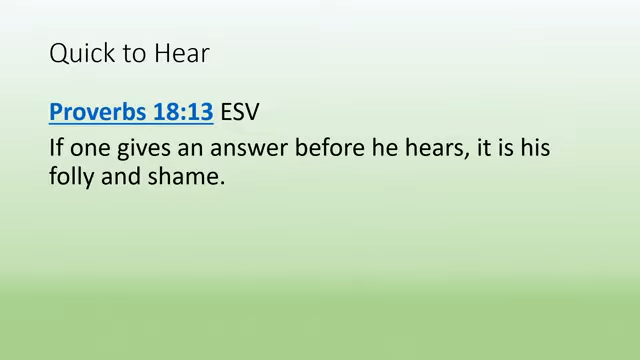 Quick to Hear
Proverbs 18:13 ESV
If one gives an answer before he hears, it is his
folly and shame.